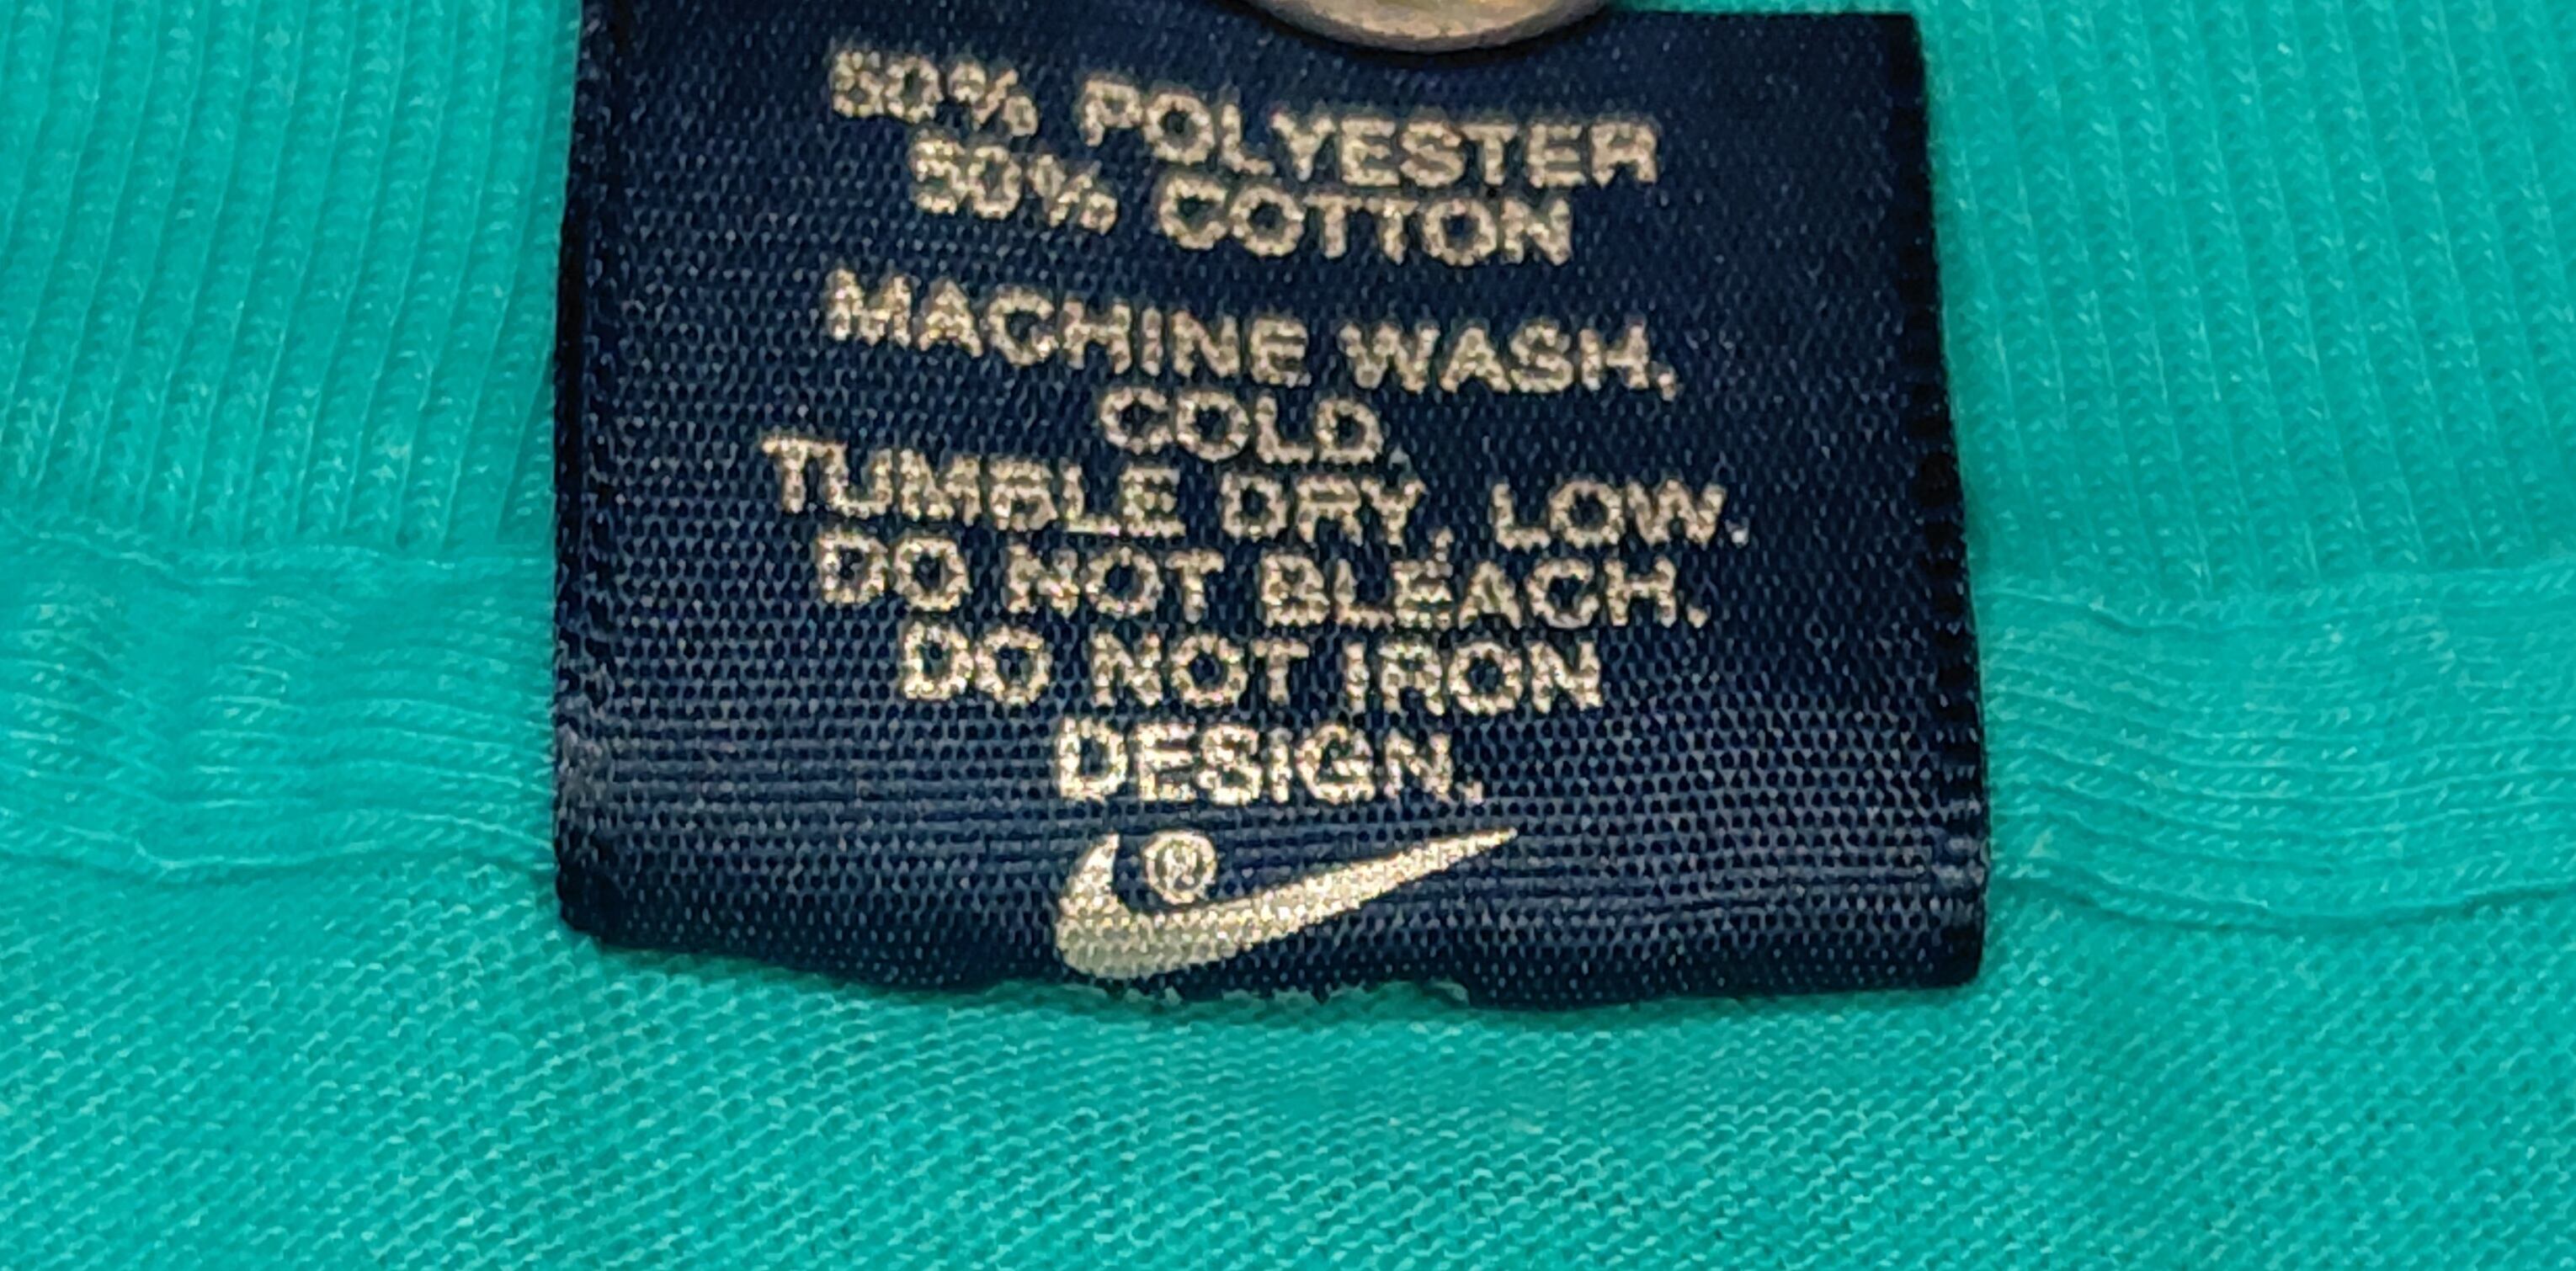 50% POLYESTER
50% COTTON
MACHINE WASH,
COLD.
TUMBLE DRY, LOW.
DO NOT BLEACH.
DO NOT IRON
DESIGN.
®